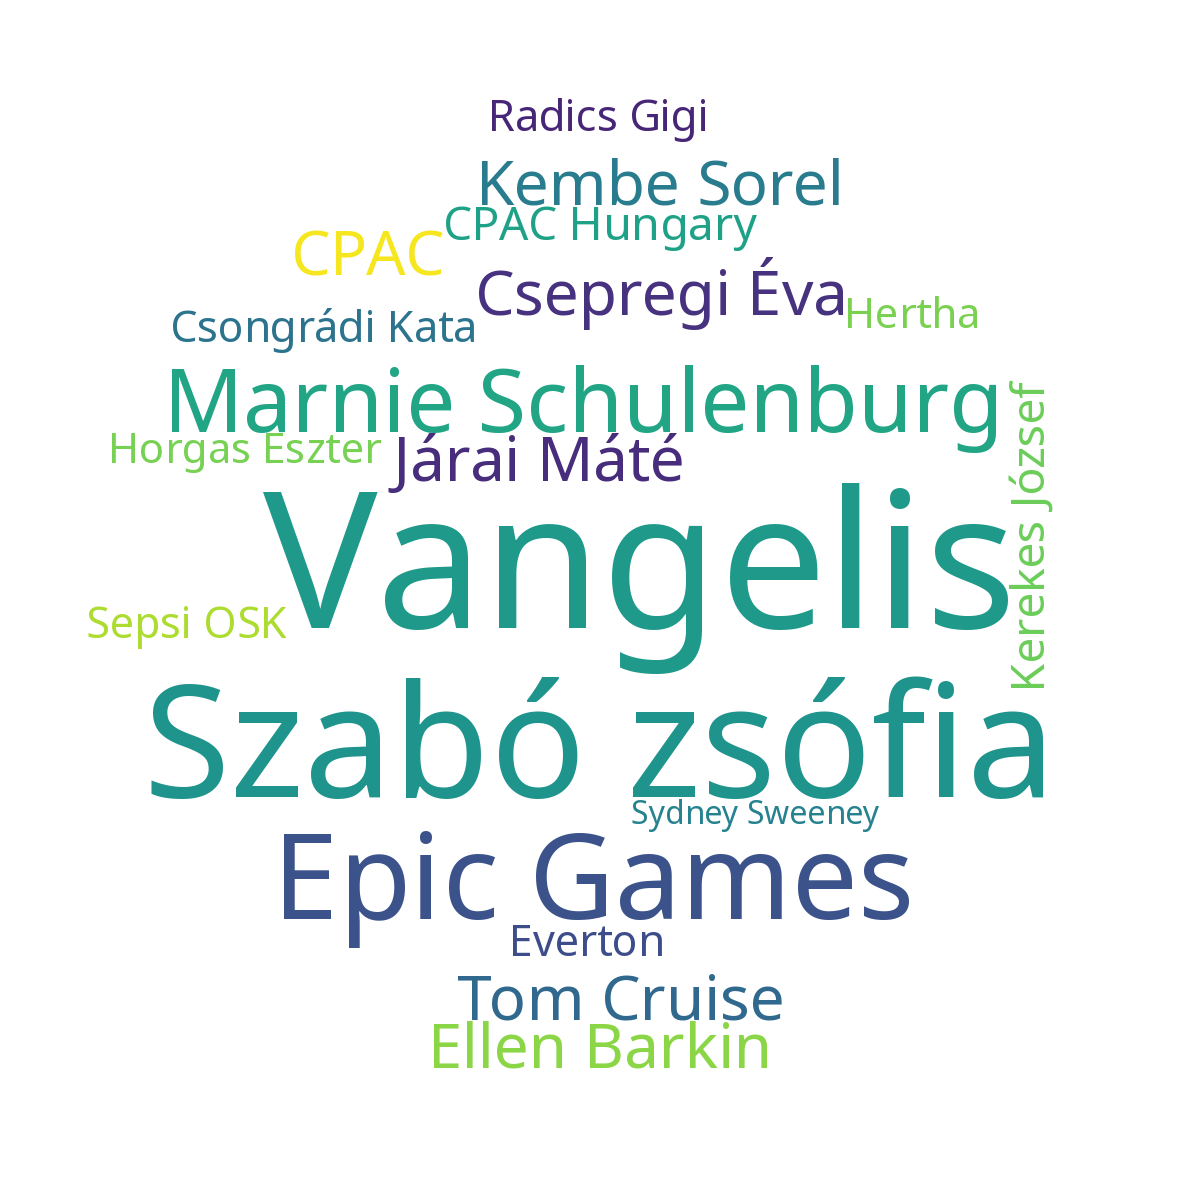 Radics Gigi
Kembe Sorel
CPAC Hungary
CPAC
Csepregi Éva
Hertha
Csongrádi Kata
Marnie Schulenburg
Kerekes József
Horgas Eszter
Járai Máté
Vangelis
Sepsi OSK
Szabó zsófia
Sydney Sweeney
Epic Games
Everton
Tom Cruise
Ellen Barkin